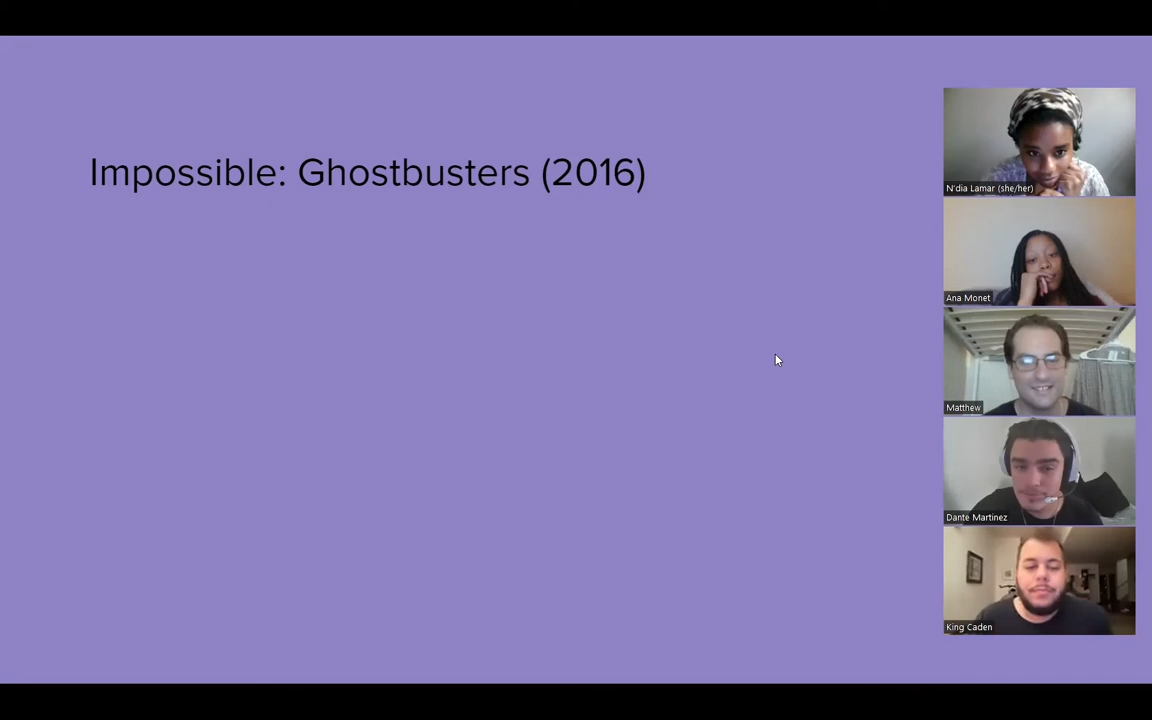 Impossible: Ghostbusters (2016)
N'dia Lamar (she/her)
Ana Monet
Matthew
Dante Martinez
King Caden